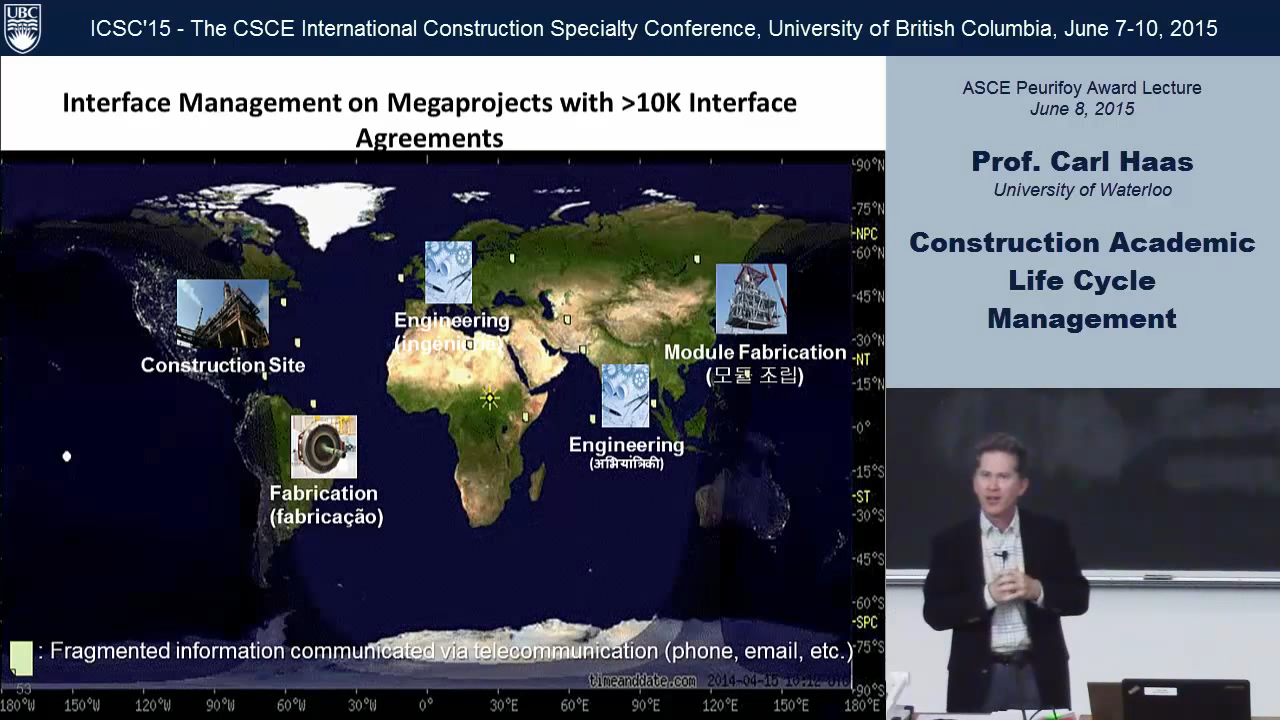 UBC
ICSC'15 - The CSCE International Construction Specialty Conference, University of British Columbia, June 7-10, 2015
Interface Management on Megaprojects with >10K Interface
Agreements
ASCE Peurifoy Award Lecture
June 8, 2015
Prof. Carl Haas
University of Waterloo
Construction Academic
Life Cycle
Management
90°N
75°N
NPC
60°N
45°N
30°N
NT
15°N
0°
15°S
ST
30°S
45°S
60°S
SPC
75°S
90°S
Engineering
Construction Site
Module Fabrication
(모듈 조립)
Engineering
(अभियांत्रिकी)
Fabrication
(fabricação)
: Fragmented information communicated via telecommunication (phone, email, etc.)
timeanddate.com 2014-04-15
53
180°W 150°W 120°W 90°W 60°W 30°W 0° 30°E 60°E 90°E 120°E 150°E 180°E